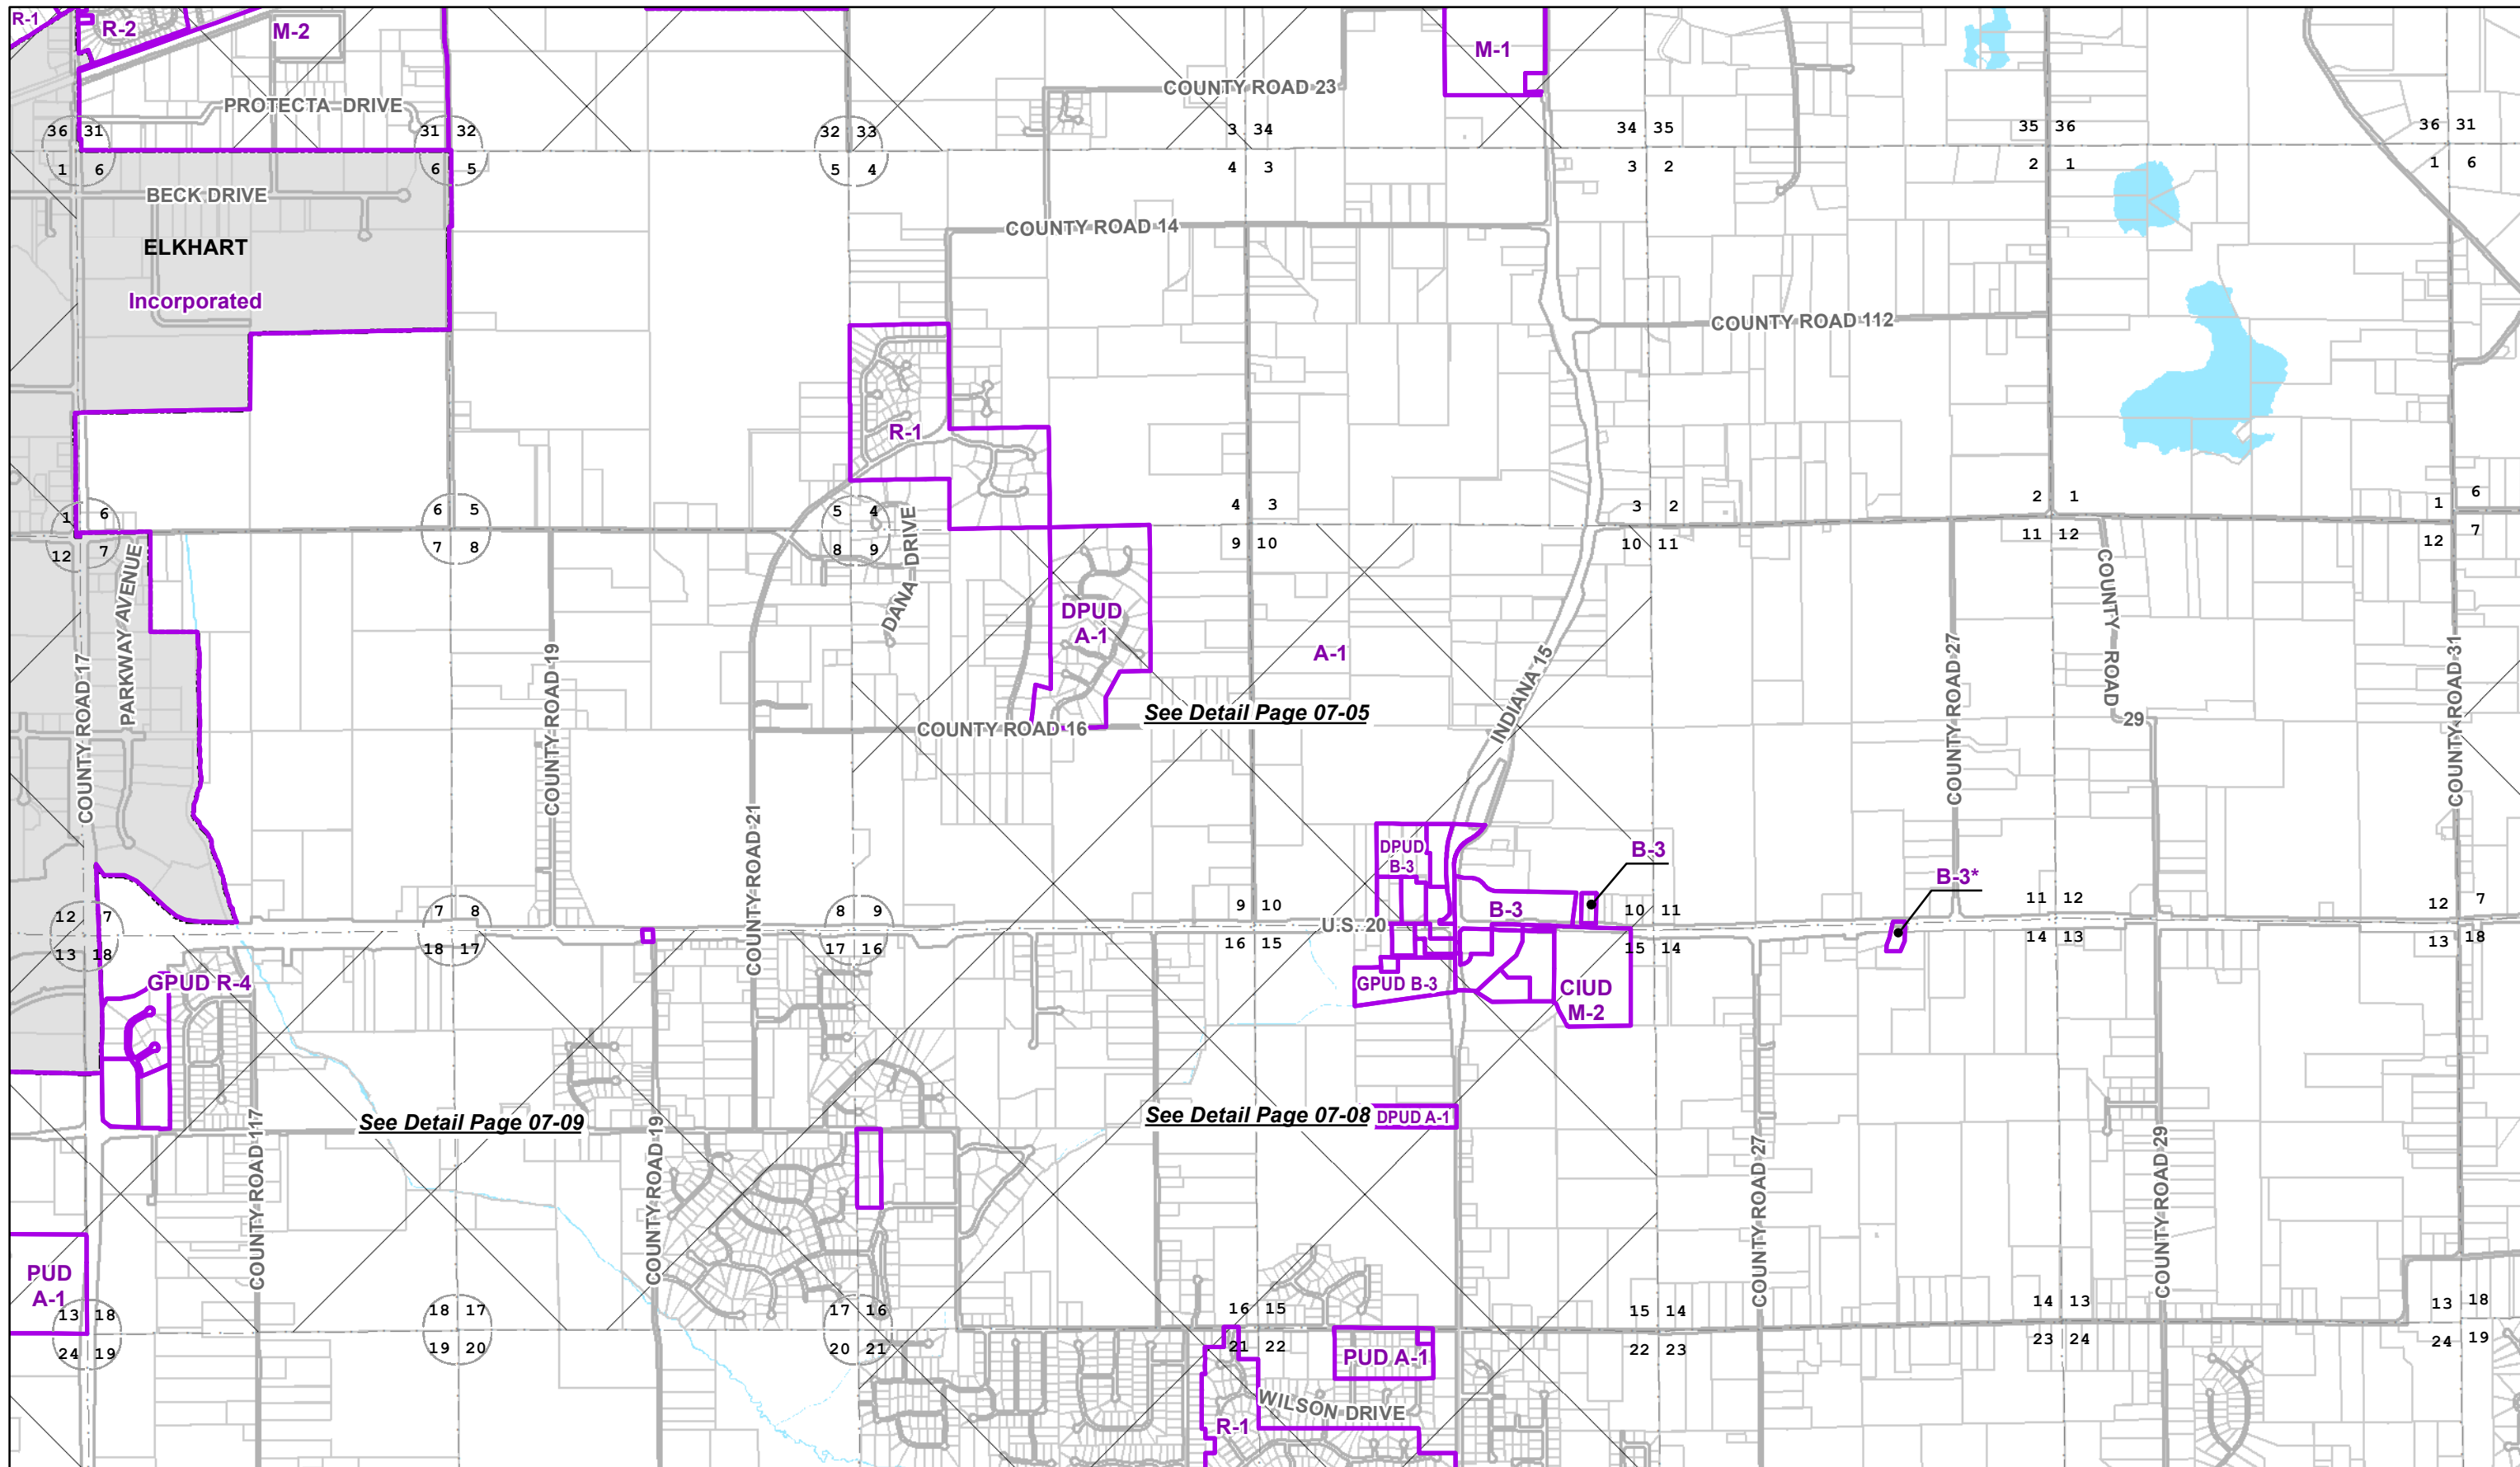 R-1
R-2
M-2
M-1
COUNTY ROAD 23
PROTECTA DRIVE
36 31
31 32
32 33
3 34
34 35
35 36
36 31
1 6
6 5
5 4
4 3
3 2
2 1
1 6
BECK DRIVE
COUNTY ROAD 14
ELKHART
Incorporated
COUNTY ROAD 112
R-1
1 6
6 5
5 4
4 3
3 2
2 1
1 6
12 7
7 8
8 9
9 10
10 11
11 12
12 7
DANA DRIVE
PARKWAY AVENUE
COUNTY ROAD 17
COUNTY ROAD 19
DPUD
A-1
A-1
INDIANA 15
COUNTY ROAD 27
COUNTY ROAD 29
COUNTY ROAD 31
See Detail Page 07-05
COUNTY ROAD 16
COUNTY ROAD 21
DPUD
B-3
B-3
B-3*
B-3
12 7
7 8
8 9
9 10
10 11
11 12
12 7
U.S. 20
13 18
18 17
17 16
16 15
15 14
14 13
13 18
GPUD R-4
GPUD B-3
CIUD
M-2
See Detail Page 07-09
See Detail Page 07-08
DPUD A-1
COUNTY ROAD 117
COUNTY ROAD 19
COUNTY ROAD 27
COUNTY ROAD 29
PUD
A-1
13 18
18 17
17 16
16 15
15 14
14 13
13 18
24 19
19 20
20 21
21 22
22 23
23 24
24 19
PUD A-1
WILSON DRIVE
R-1